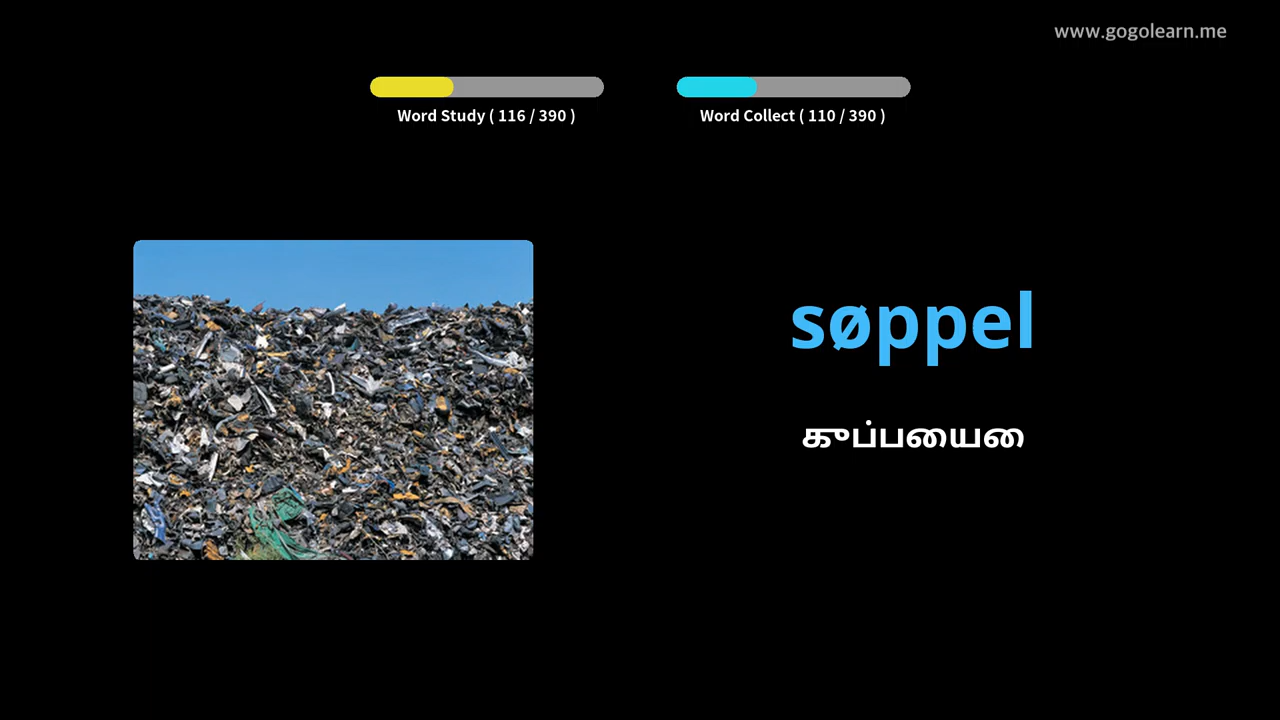 www.gogolearn.me
Word Study ( 116 / 390 )
Word Collect ( 110 / 390 )
søppel
குப்பையை